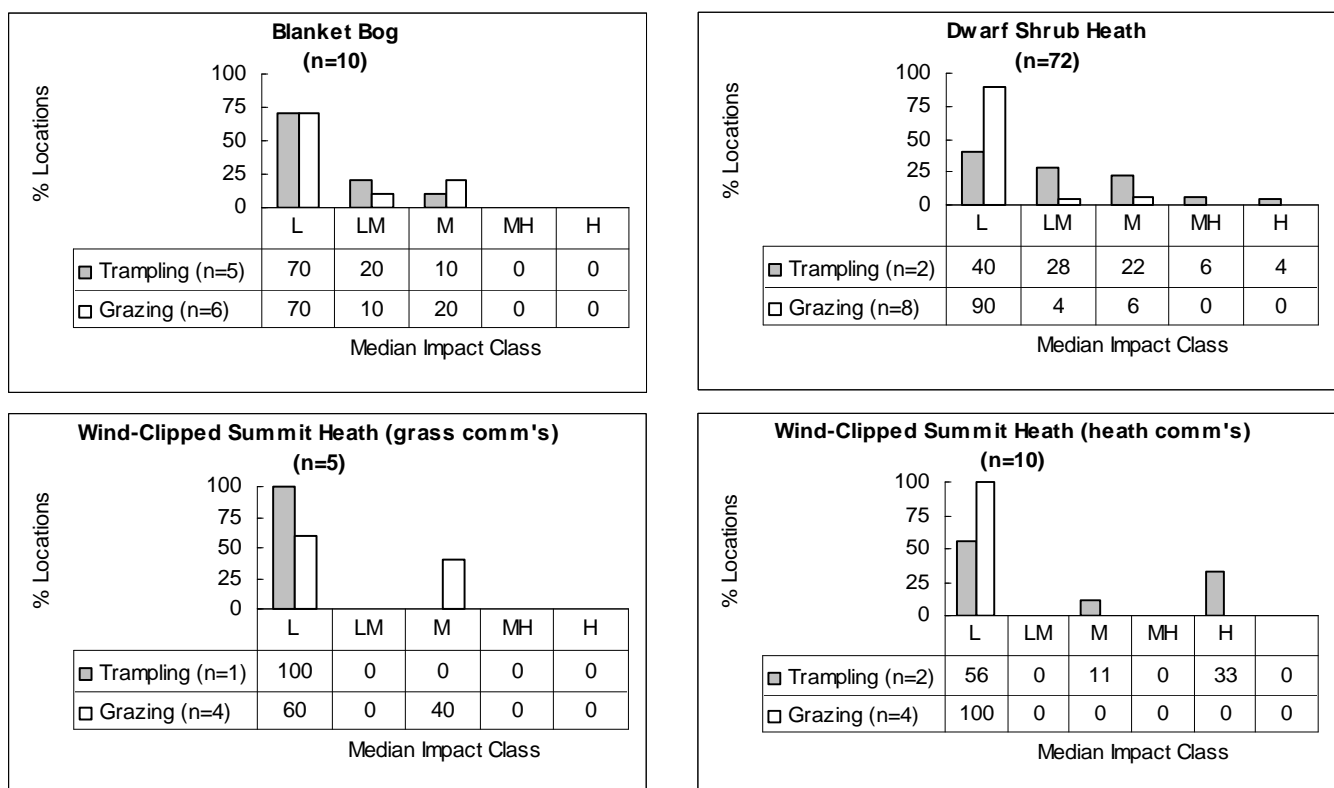 Blanket Bog
(n=10)
% Locations
100
75
50
25
0
L LM M MH H
Trampling (n=5) 70 20 10 0 0
Grazing (n=6) 70 10 20 0 0
Median Impact Class
Dwarf Shrub Heath
(n=72)
% Locations
100
75
50
25
0
L LM M MH H
Trampling (n=2) 40 28 22 6 4
Grazing (n=8) 90 4 6 0 0
Median Impact Class
Wind-Clipped Summit Heath (grass comm's)
(n=5)
% Locations
100
75
50
25
0
L LM M MH H
Trampling (n=1) 100 0 0 0 0
Grazing (n=4) 60 0 40 0 0
Median Impact Class
Wind-Clipped Summit Heath (heath comm's)
(n=10)
% Locations
100
75
50
25
0
L LM M MH H
Trampling (n=2) 56 0 11 0 33 0
Grazing (n=4) 100 0 0 0 0 0
Median Impact Class